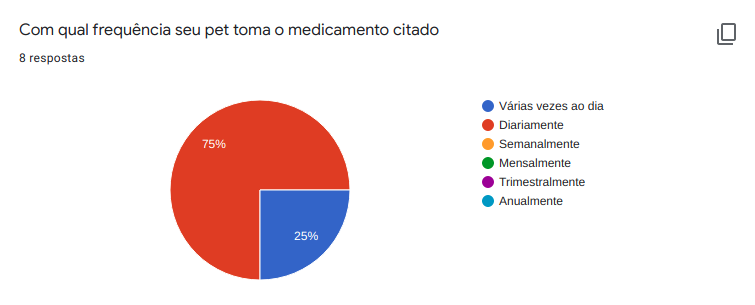 Com qual frequência seu pet toma o medicamento citado
8 respostas
75%
25%
Várias vezes ao dia
Diariamente
Semanalmente
Mensalmente
Trimestralmente
Anualmente